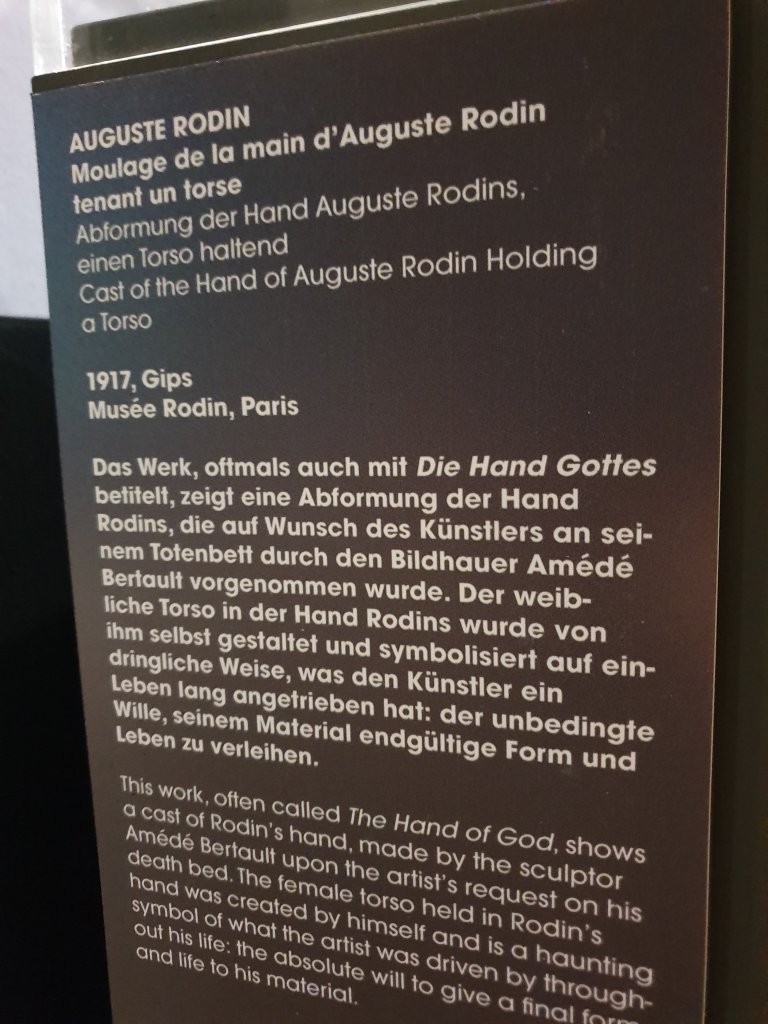 AUGUSTE RODIN
Moulage de la main d'Auguste Rodin
tenant un torse
Abformung der Hand Auguste Rodins,
einen Torso haltend
Cast of the Hand of Auguste Rodin Holding
a Torso
1917, Gips
Musée Rodin, Paris
Das Werk, oftmals auch mit Die Hand Gottes
betitelt, zeigt eine Abformung der Hand
Rodins, die auf Wunsch des Künstlers an sei-
nem Totenbett durch den Bildhauer Amédé
Bertault vorgenommen wurde. Der weib-
liche Torso in der Hand Rodins wurde von
ihm selbst gestaltet und symbolisiert auf ein-
dringliche Weise, was den Künstler ein
Leben lang angetrieben hat: der unbedingte
Wille, seinem Material endgültige Form und
Leben zu verleihen.
This work, often called The Hand of God, shows
a cast of Rodin's hand, made by the sculptor
Amédé Bertault upon the artist's request on his
death bed. The female torso held in Rodin's
hand was created by himself and is a haunting
symbol of what the artist was driven by through-
out his life: the absolute will to give a final form
and life to his material.